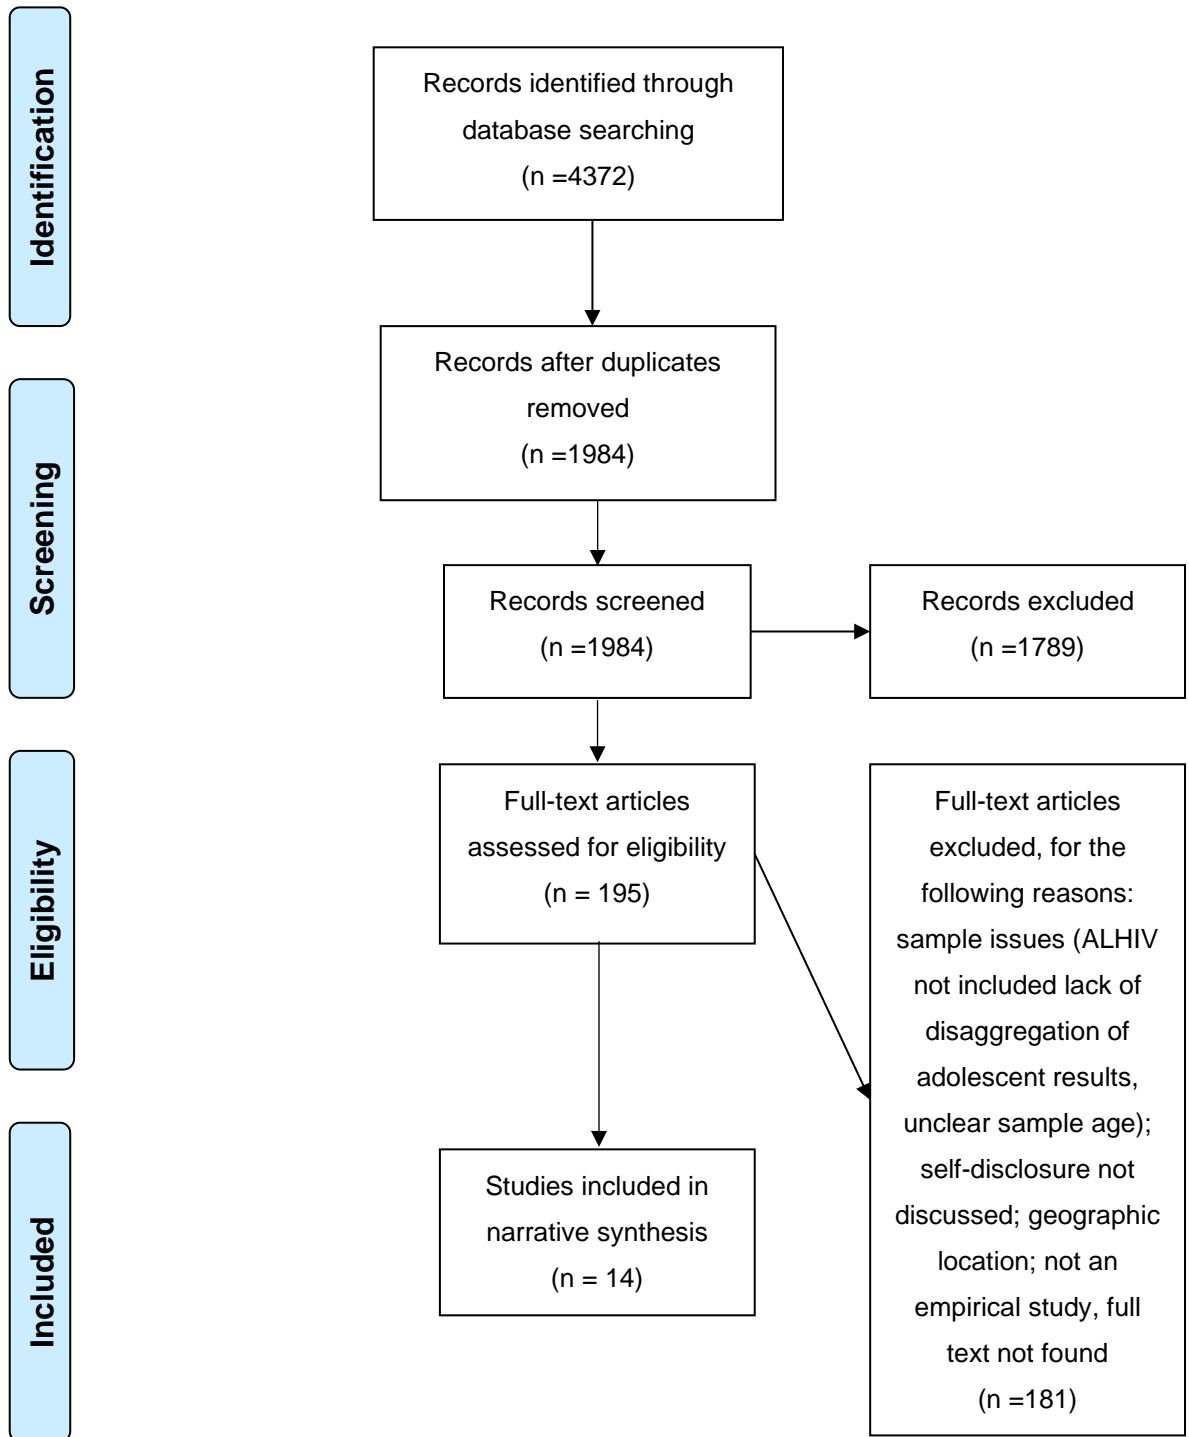 Identification
Records identified through
database searching
(n =4372)
Records after duplicates
removed
(n =1984)
Screening
Records screened
(n =1984)
Records excluded
(n =1789)
Eligibility
Full-text articles
assessed for eligibility
(n = 195)
Full-text articles
excluded, for the
following reasons:
sample issues (ALHIV
not included lack of
disaggregation of
adolescent results,
unclear sample age);
self-disclosure not
discussed; geographic
location; not an
empirical study, full
text not found
(n =181)
Included
Studies included in
narrative synthesis
(n = 14)